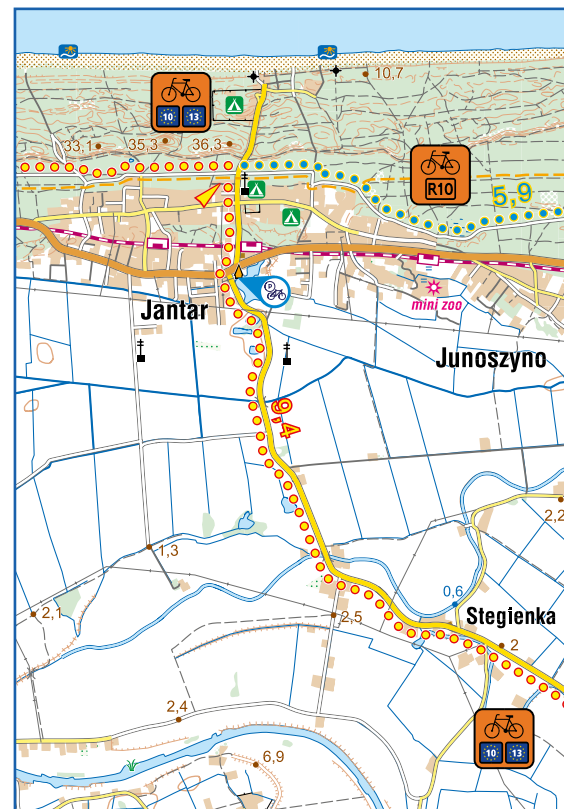 10,7
10 13
33,1
35,3
36,3
R10
5,9
P
Jantar
mini zoo
Junoszyno
9,4
2,2
1,3
0,6
2,1
2,5
Stegienka
2
2,4
10 13
6,9